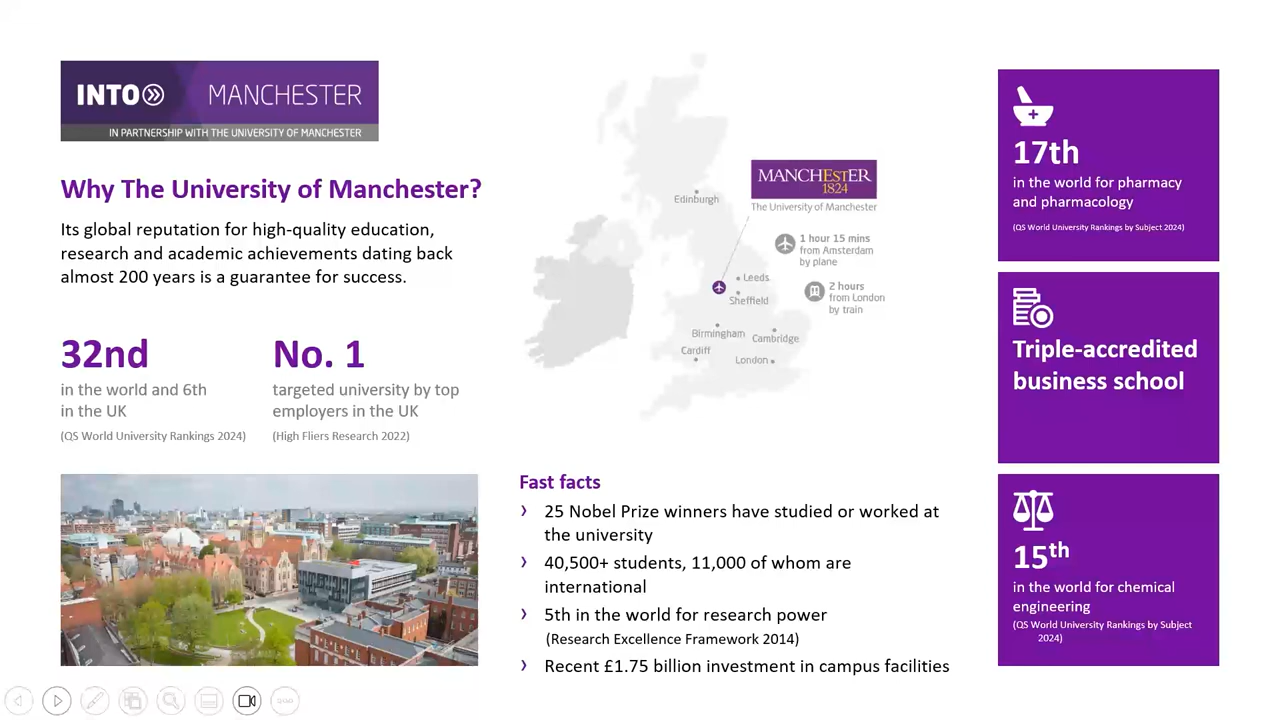 INTO MANCHESTER
IN PARTNERSHIP WITH THE UNIVERSITY OF MANCHESTER
Why The University of Manchester?
Its global reputation for high-quality education,
research and academic achievements dating back
almost 200 years is a guarantee for success.
32nd
in the world and 6th
in the UK
(QS World University Rankings 2024)
No. 1
targeted university by top
employers in the UK
(High Fliers Research 2022)
MANCHESTER
1824
The University of Manchester
Edinburgh
1 hour 15 mins
from Amsterdam
by plane
Leeds
Sheffield
2 hours
from London
by train
Birmingham
Cambridge
Cardiff
London
Fast facts
25 Nobel Prize winners have studied or worked at
the university
40,500+ students, 11,000 of whom are
international
5th in the world for research power
(Research Excellence Framework 2014)
Recent £1.75 billion investment in campus facilities
17th
in the world for pharmacy
and pharmacology
(QS World University Rankings by Subject 2024)
Triple-accredited
business school
15th
in the world for chemical
engineering
(QS World University Rankings by Subject
2024)